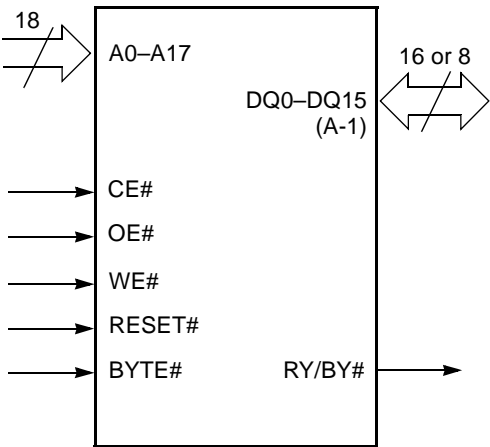 18
A0–A17
16 or 8
DQ0–DQ15
(A-1)
CE#
OE#
WE#
RESET#
BYTE#
RY/BY#